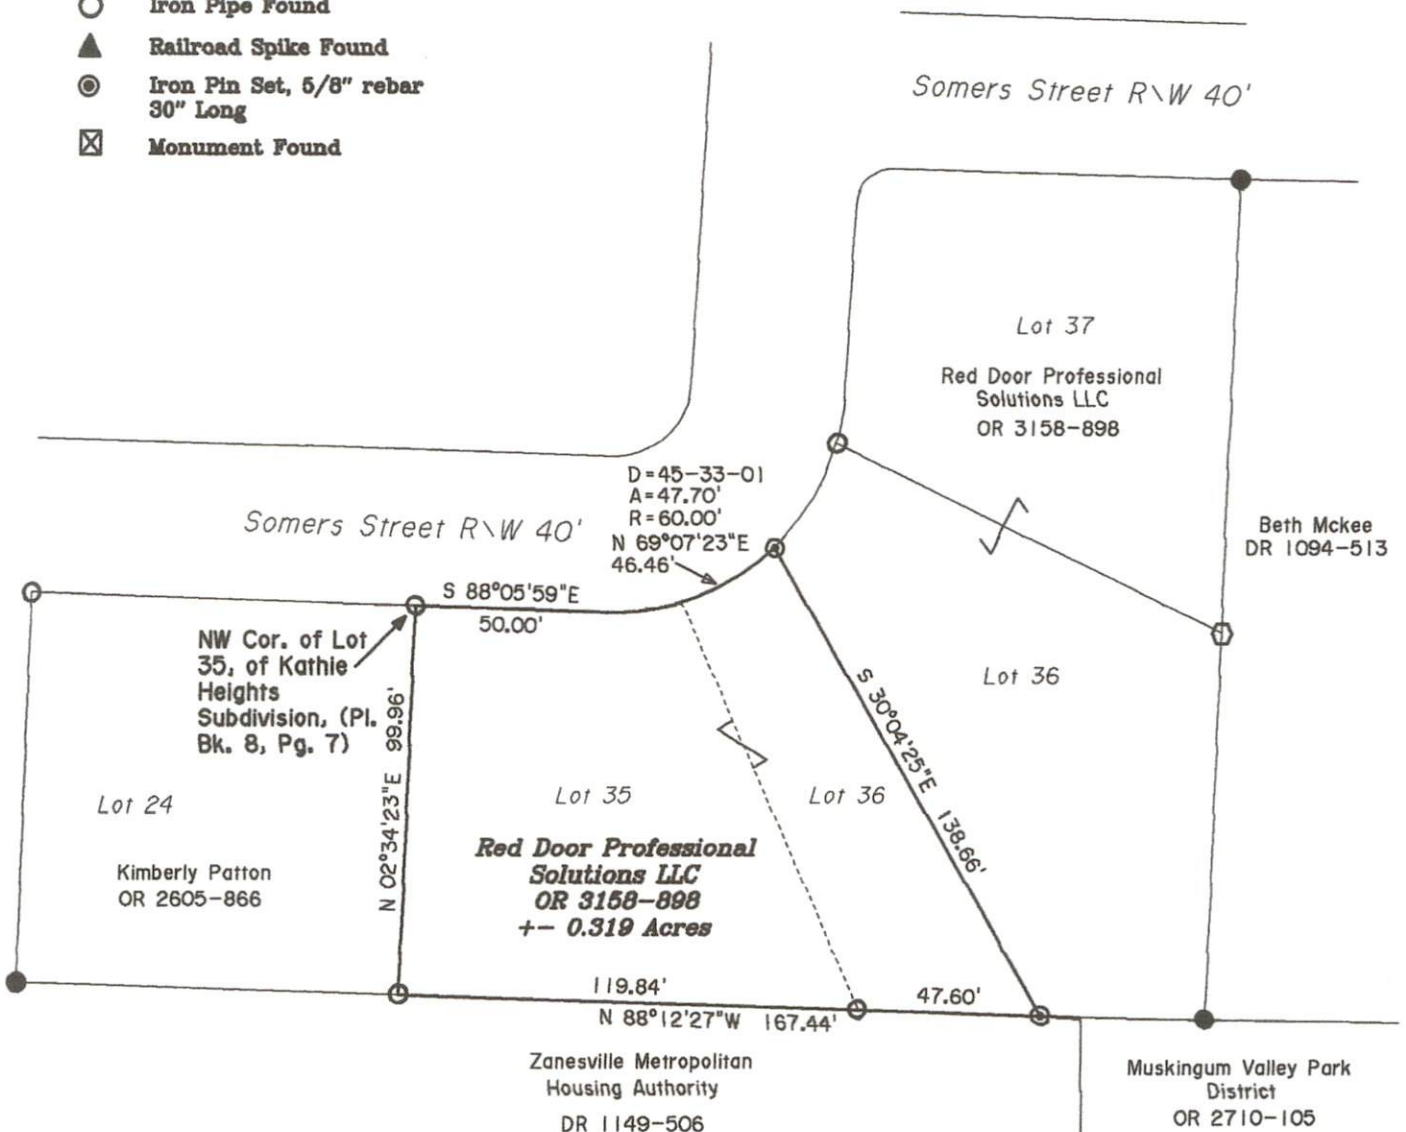 Iron Pipe Found
Railroad Spike Found
Iron Pin Set, 5/8" rebar
30" Long
Monument Found
Somers Street R\W 40'
Lot 37
Red Door Professional
Solutions LLC
OR 3158-898
D=45-33-01
A=47.70'
R=60.00'
N 69°07'23"E
46.46'
Somers Street R\W 40'
Beth Mckee
DR 1094-513
S 88°05'59"E
50.00'
NW Cor. of Lot
35, of Kathie
Heights
Subdivision, (Pl.
Bk. 8, Pg. 7)
N 02°34'23"E 99.96'
S 30°04'25"E 138.66'
Lot 36
Lot 24
Kimberly Patton
OR 2605-866
Lot 35
Lot 36
Red Door Professional
Solutions LLC
OR 3158-898
+- 0.319 Acres
119.84'
47.60'
N 88°12'27"W 167.44'
Zanesville Metropolitan
Housing Authority
DR 1149-506
Muskingum Valley Park
District
OR 2710-105